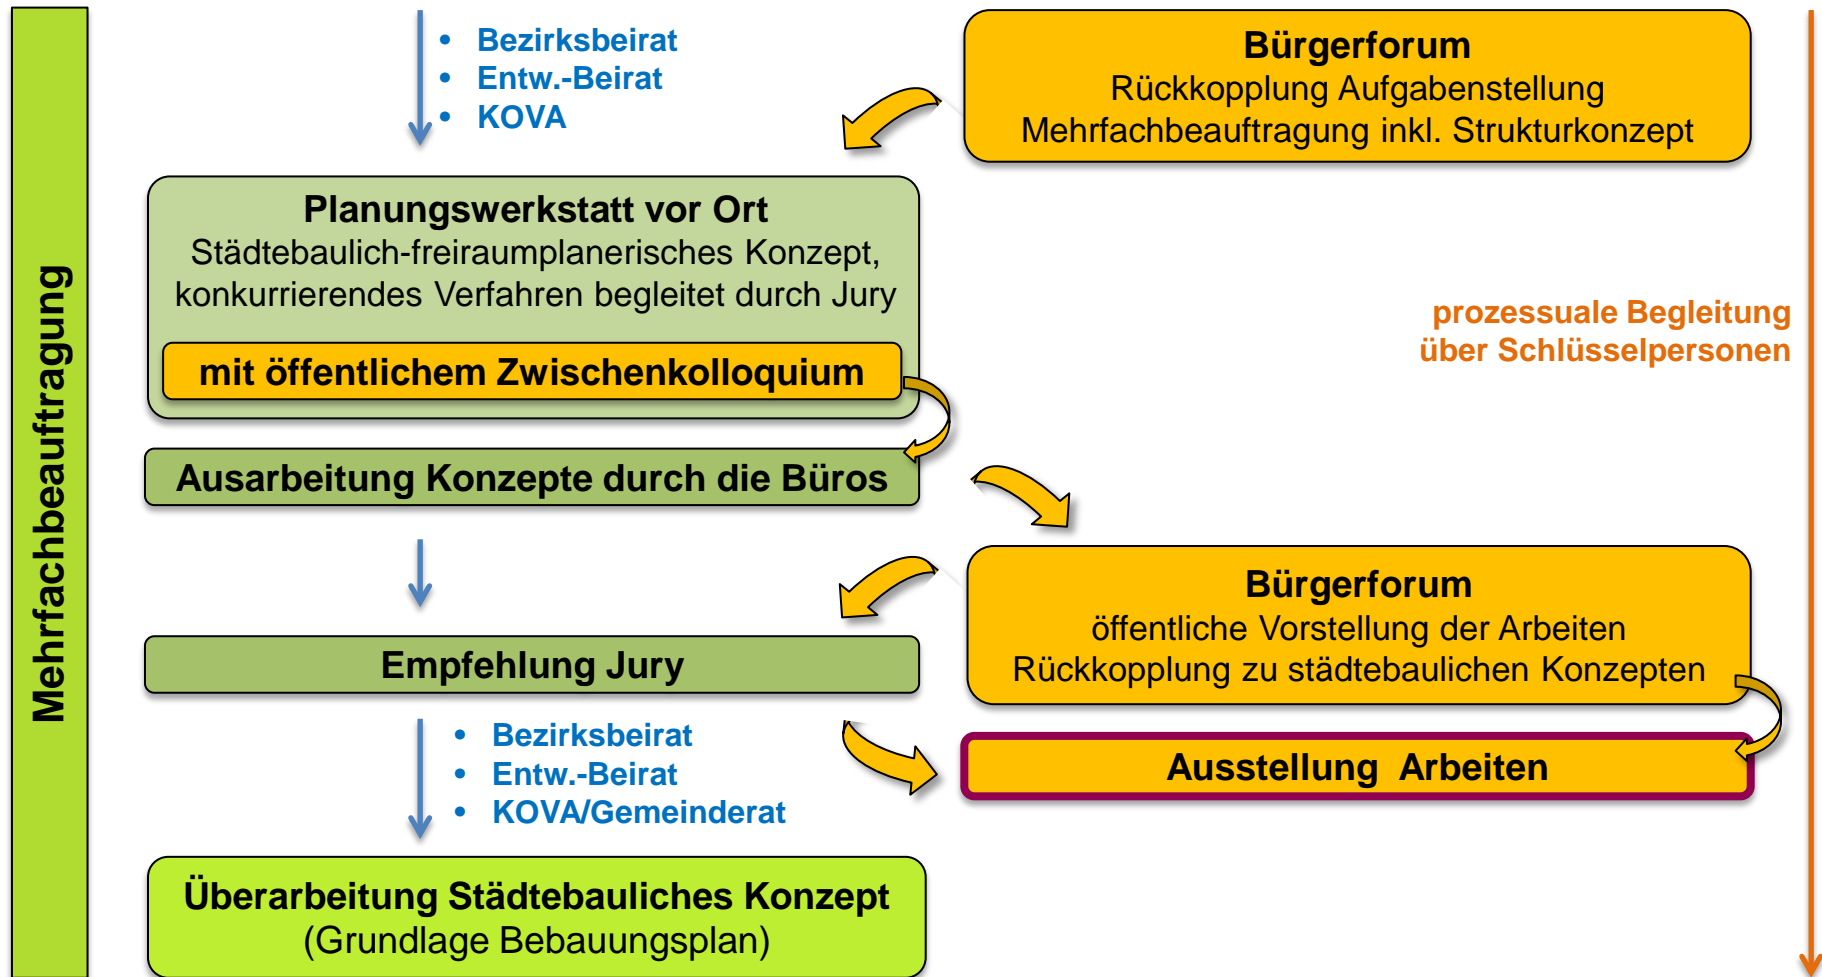 Mehrfachbeauftragung
• Bezirksbeirat
• Entw.-Beirat
• KOVA
Bürgerforum
Rückkopplung Aufgabenstellung
Mehrfachbeauftragung inkl. Strukturkonzept
Planungswerkstatt vor Ort
Städtebaulich-freiraumplanerisches Konzept,
konkurrierendes Verfahren begleitet durch Jury
mit öffentlichem Zwischenkolloquium
prozessuale Begleitung
über Schlüsselpersonen
Ausarbeitung Konzepte durch die Büros
Bürgerforum
öffentliche Vorstellung der Arbeiten
Rückkopplung zu städtebaulichen Konzepten
Empfehlung Jury
• Bezirksbeirat
• Entw.-Beirat
• KOVA/Gemeinderat
Ausstellung Arbeiten
Überarbeitung Städtebauliches Konzept
(Grundlage Bebauungsplan)